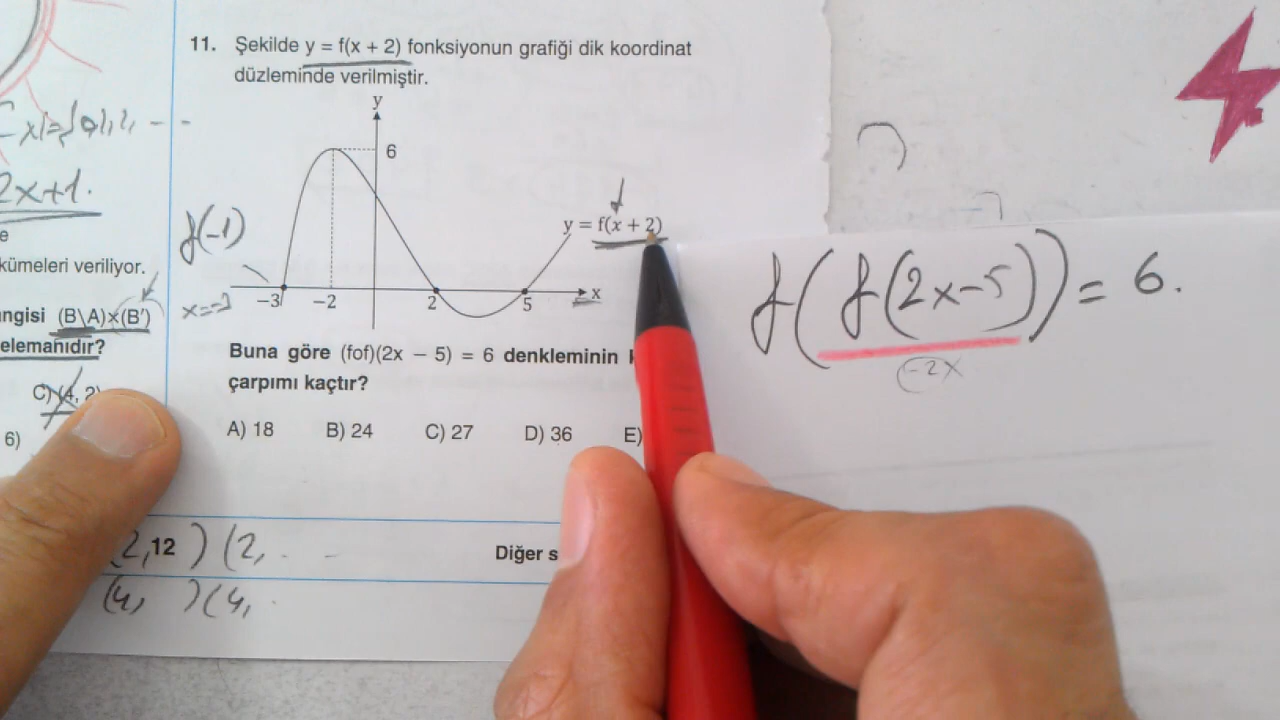 11. Şekilde y = f(x + 2) fonksiyonun grafiği dik koordinat
düzleminde verilmiştir.
y
6
y = f(x + 2)
f(-1)
-3
-2
2
5
x
Buna göre (fof)(2x - 5) = 6 denkleminin
çarpımı kaçtır?
A) 18 B) 24 C) 27 D) 36 E)
2x+1.
e
kümeleri veriliyor.
(B\A)x(B')
elemanıdır?
C) (4, 2)
6)
2,12 ) (2,
Diğer s
(4, )(4,
f(f(2x-5)) = 6.
-2x